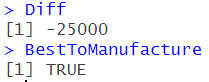 > Diff
[1] -25000
> BestToManufacture
[1] TRUE